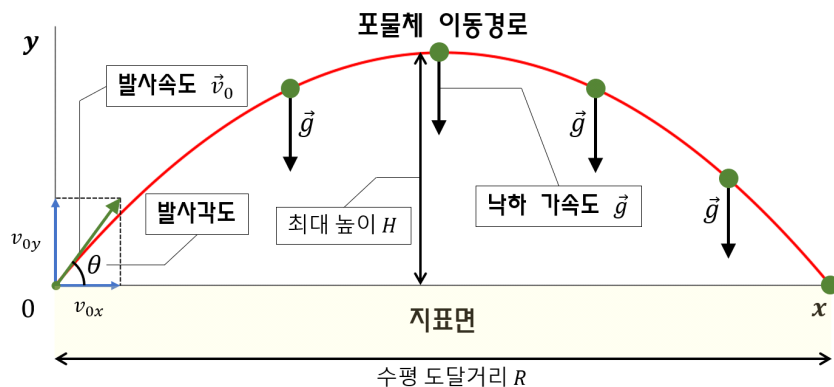 포물체 이동경로
y
발사속도 v⃗₀
g⃗
g⃗
발사각도
최대 높이 H
낙하 가속도 g⃗
g⃗
v₀y
θ
0
v₀x
x
지표면
수평 도달거리 R